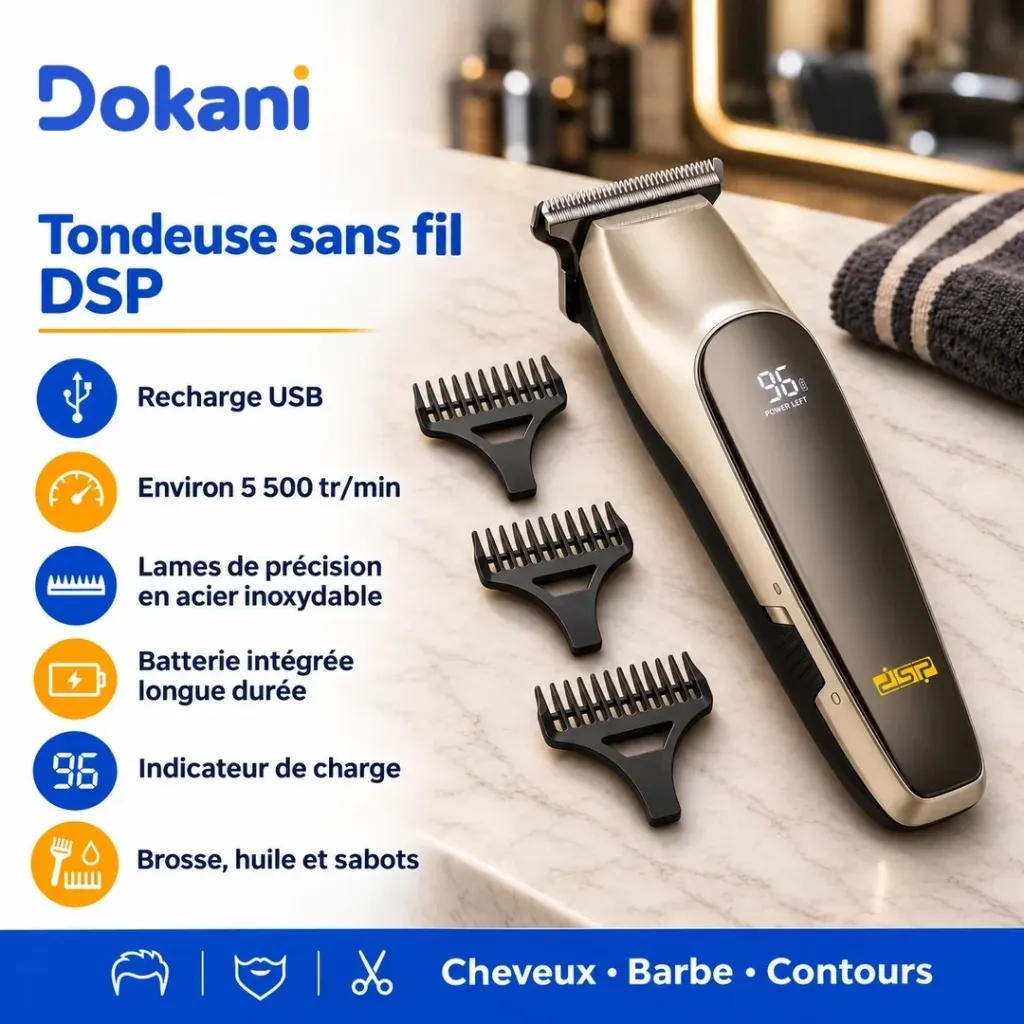 Dokani
Tondeuse sans fil
DSP
Recharge USB
Environ 5 500 tr/min
Lames de précision
en acier inoxydable
Batterie intégrée
longue durée
96
Indicateur de charge
Brosse, huile et sabots
96
POWER LEFT
dsp
Cheveux • Barbe • Contours